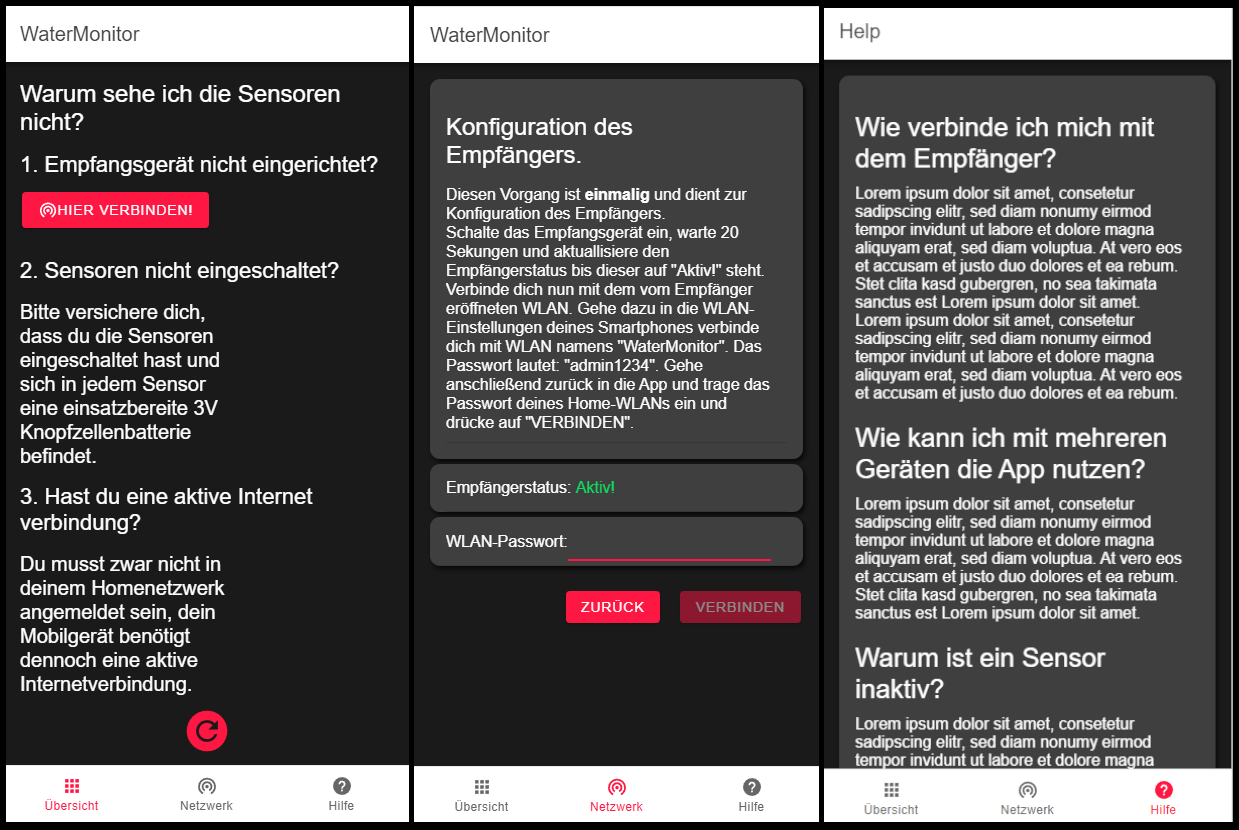 WaterMonitor
Warum sehe ich die Sensoren
nicht?
1. Empfangsgerät nicht eingerichtet?
HIER VERBINDEN!
2. Sensoren nicht eingeschaltet?
Bitte versichere dich,
dass du die Sensoren
eingeschaltet hast und
sich in jedem Sensor
eine einsatzbereite 3V
Knopfzellenbatterie
befindet.
3. Hast du eine aktive Internet
verbindung?
Du musst zwar nicht in
deinem Homenetzwerk
angemeldet sein, dein
Mobilgerät benötigt
dennoch eine aktive
Internetverbindung.
Übersicht
Netzwerk
Hilfe
WaterMonitor
Konfiguration des
Empfängers.
Diesen Vorgang ist einmalig und dient zur
Konfiguration des Empfängers.
Schalte das Empfangsgerät ein, warte 20
Sekungen und aktuallisiere den
Empfängerstatus bis dieser auf "Aktiv!" steht.
Verbinde dich nun mit dem vom Empfänger
eröffneten WLAN. Gehe dazu in die WLAN-
Einstellungen deines Smartphones verbinde
dich mit WLAN namens "WaterMonitor". Das
Passwort lautet: "admin1234". Gehe
anschließend zurück in die App und trage das
Passwort deines Home-WLANs ein und
drücke auf "VERBINDEN".
Empfängerstatus: Aktiv!
WLAN-Passwort:
ZURÜCK
VERBINDEN
Übersicht
Netzwerk
Hilfe
Help
Wie verbinde ich mich mit
dem Empfänger?
Lorem ipsum dolor sit amet, consetetur
sadipscing elitr, sed diam nonumy eirmod
tempor invidunt ut labore et dolore magna
aliquyam erat, sed diam voluptua. At vero eos
et accusam et justo duo dolores et ea rebum.
Stet clita kasd gubergren, no sea takimata
sanctus est Lorem ipsum dolor sit amet.
Lorem ipsum dolor sit amet, consetetur
sadipscing elitr, sed diam nonumy eirmod
tempor invidunt ut labore et dolore magna
aliquyam erat, sed diam voluptua. At vero eos
et accusam et justo duo dolores et ea rebum.
Wie kann ich mit mehreren
Geräten die App nutzen?
Lorem ipsum dolor sit amet, consetetur
sadipscing elitr, sed diam nonumy eirmod
tempor invidunt ut labore et dolore magna
aliquyam erat, sed diam voluptua. At vero eos
et accusam et justo duo dolores et ea rebum.
Stet clita kasd gubergren, no sea takimata
sanctus est Lorem ipsum dolor sit amet.
Warum ist ein Sensor
inaktiv?
Lorem ipsum dolor sit amet, consetetur
sadipscing elitr, sed diam nonumy eirmod
tempor invidunt ut labore et dolore magna
Übersicht
Netzwerk
Hilfe